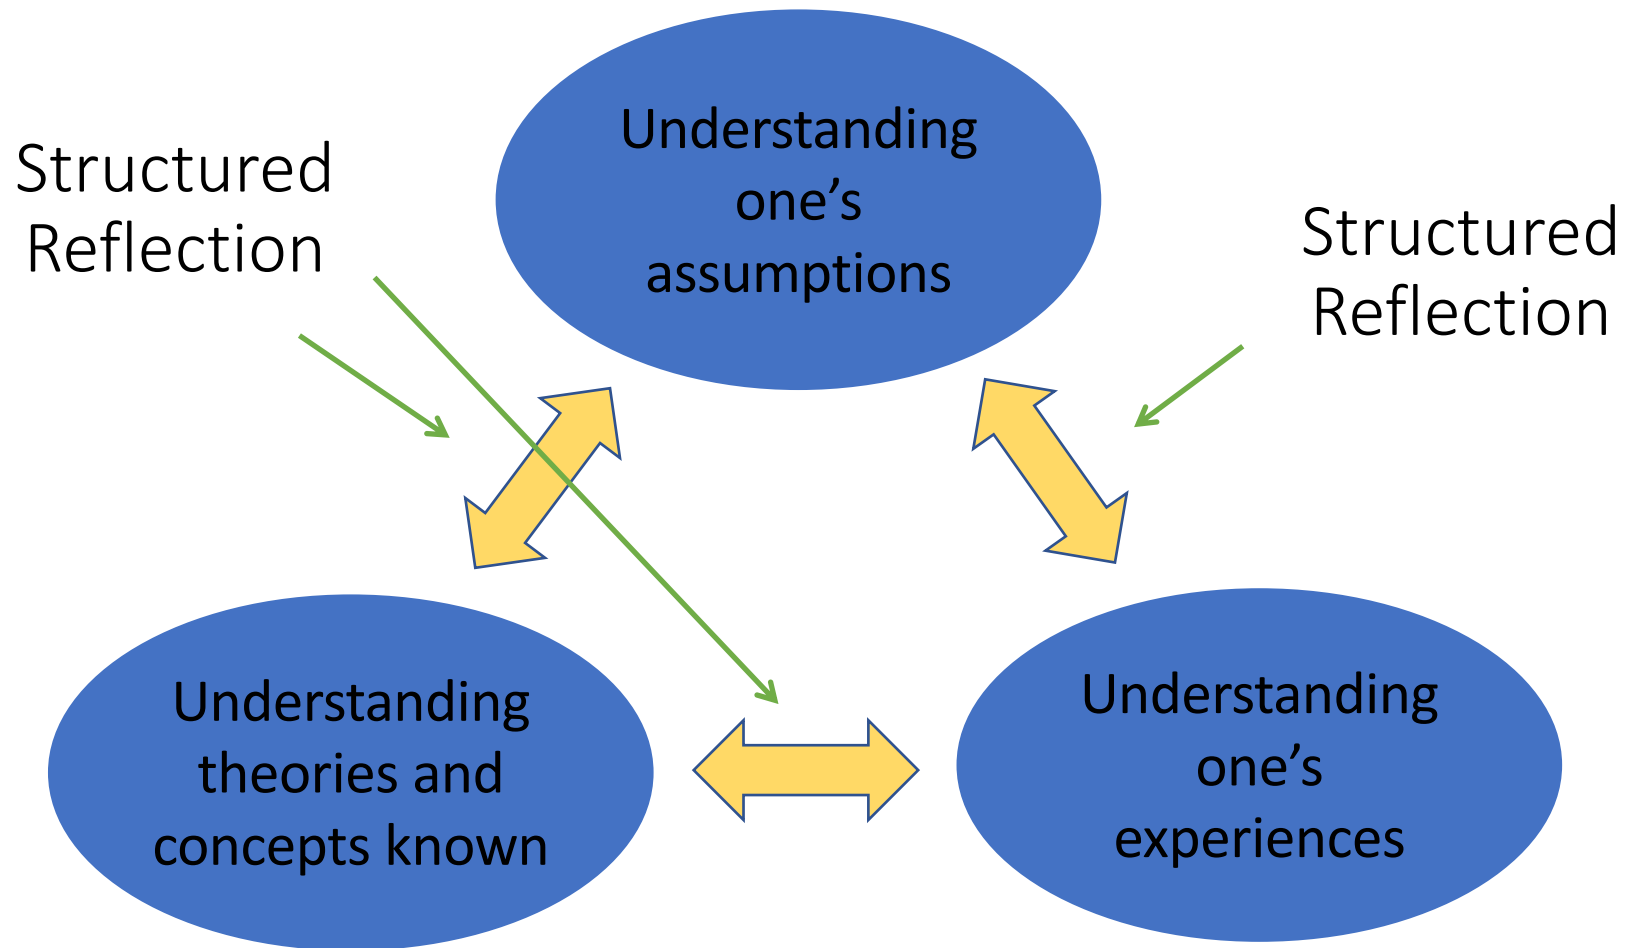 Structured
Reflection
Understanding
one’s
assumptions
Structured
Reflection
Understanding
theories and
concepts known
Understanding
one’s
experiences